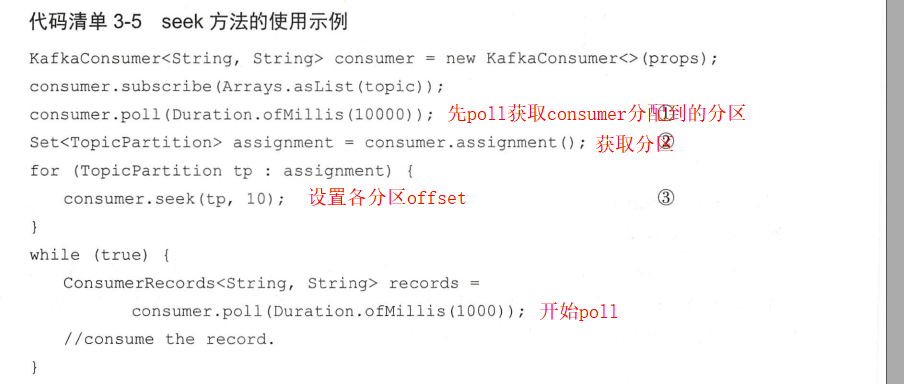 代码清单 3-5 seek 方法的使用示例
KafkaConsumer<String, String> consumer = new KafkaConsumer<>(props);
consumer.subscribe(Arrays.asList(topic));
consumer.poll(Duration.ofMillis(10000)); 先poll获取consumer分配到的分区 ①
Set<TopicPartition> assignment = consumer.assignment(); 获取分区 ②
for (TopicPartition tp : assignment) {
consumer.seek(tp, 10); 设置各分区offset ③
}
while (true) {
ConsumerRecords<String, String> records =
consumer.poll(Duration.ofMillis(1000)); 开始poll
//consume the record.
}